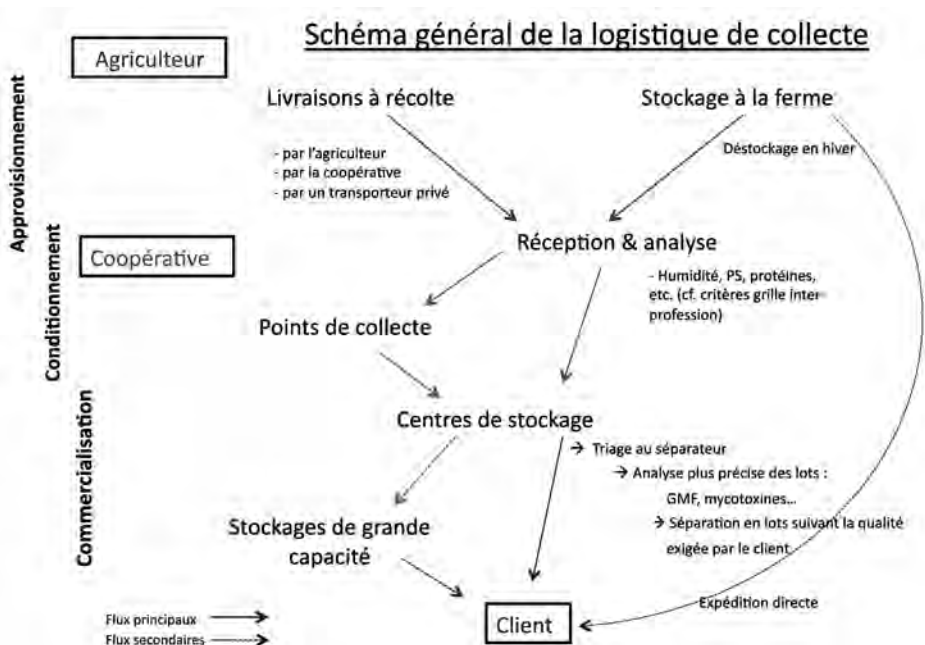 Schéma général de la logistique de collecte
Agriculteur
Approvisionnement
Livraisons à récolte
Stockage à la ferme
- par l'agriculteur
- par la coopérative
- par un transporteur privé
Déstockage en hiver
Coopérative
Conditionnement
Réception & analyse
- Humidité, PS, protéines,
etc. (cf. critères grille inter-
profession)
Points de collecte
Commercialisation
Centres de stockage
→ Triage au séparateur
→ Analyse plus précise des lots :
GMF, mycotoxines...
→ Séparation en lots suivant la qualité
exigée par le client
Stockages de grande
capacité
Expédition directe
Client
Flux principaux
Flux secondaires